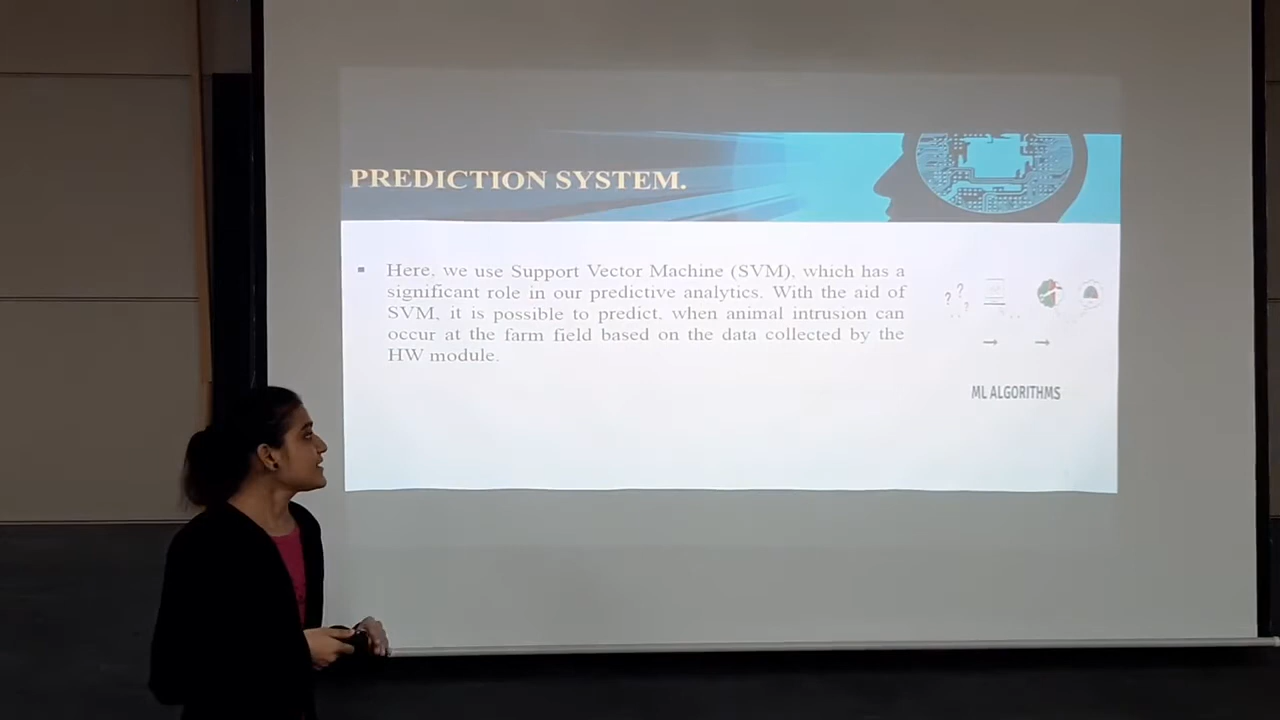 PREDICTION SYSTEM.
Here, we use Support Vector Machine (SVM), which has a
significant role in our predictive analytics. With the aid of
SVM, it is possible to predict, when animal intrusion can
occur at the farm field based on the data collected by the
HW module.
? ?
?
ML ALGORITHMS